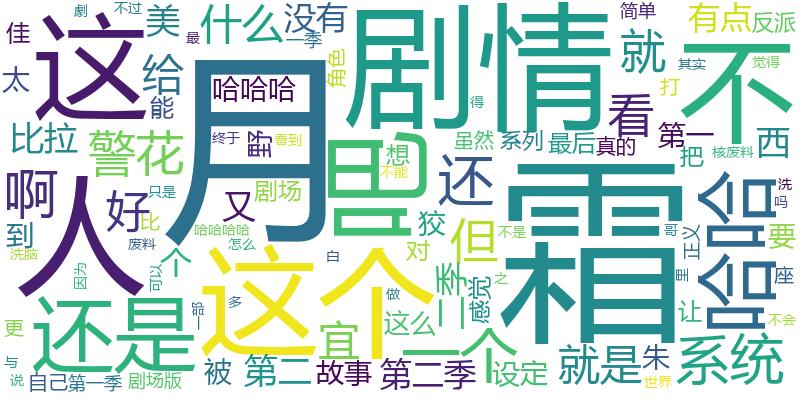 劇 不过 美 什么 没有 简单 有点 反派
佳 最 一季
这 月 剧情 就 不
太 给 哈哈哈 角色 看 其实 觉得
能 得 打
比拉 警花 终于 野 看到 虽然 系列 最后 真的 第一 把 核废料 西
想 不能
啊 人 好 只是 又 剧场 兽 还 霜 哈哈 洗 吗
到 比 哈哈哈哈 狡 对 但 不是 哥 正义 要
洗脑 废料 怎么
个 因为 可以 这个 白 二季 感觉 之 里 座
还是 一部 多 做 这么 一个 让 不会
更 宜 就是 朱 系统
与 被 第二 故事 第二季 设定 世界
说 自己 第一季 剧场版